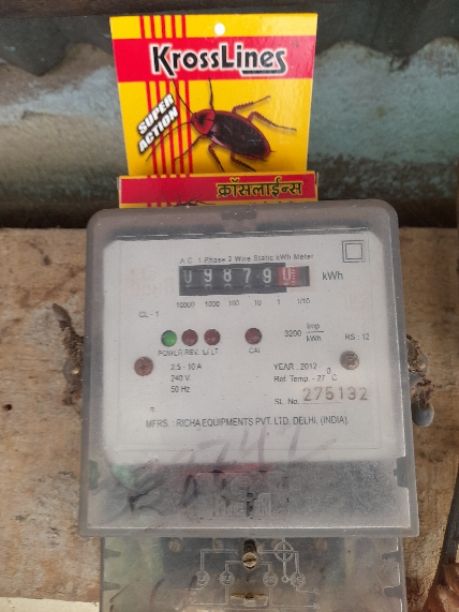 KrossLines
SUPER
ACTION
क्रॉसलाईन्स
A C 1 Phase 2 Wire Static kWh Meter
09879 0 kWh
10000 1000 100 10 1 1/10
CL - 1
3200 Imp/kWh
RS : 12
POWER REV. E/L LT CAL
2.5 - 10 A
240 V.
50 Hz
YEAR : 2012
Ref. Temp. - 27 °C
SL. No. 275132
MFRS. : RICHA EQUIPMENTS PVT. LTD. DELHI, (INDIA)